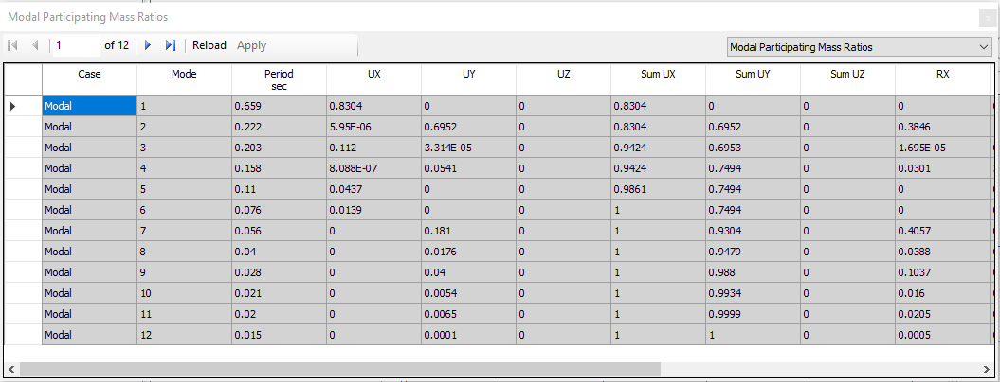 Modal Participating Mass Ratios
1 of 12 Reload Apply Modal Participating Mass Ratios
Case Mode Period sec UX UY UZ Sum UX Sum UY Sum UZ RX
Modal 1 0.659 0.8304 0 0 0.8304 0 0 0
Modal 2 0.222 5.95E-06 0.6952 0 0.8304 0.6952 0 0.3846
Modal 3 0.203 0.112 3.314E-05 0 0.9424 0.6953 0 1.695E-05
Modal 4 0.158 8.088E-07 0.0541 0 0.9424 0.7494 0 0.0301
Modal 5 0.11 0.0437 0 0 0.9861 0.7494 0 0
Modal 6 0.076 0.0139 0 0 1 0.7494 0 0
Modal 7 0.056 0 0.181 0 1 0.9304 0 0.4057
Modal 8 0.04 0 0.0176 0 1 0.9479 0 0.0388
Modal 9 0.028 0 0.04 0 1 0.988 0 0.1037
Modal 10 0.021 0 0.0054 0 1 0.9934 0 0.016
Modal 11 0.02 0 0.0065 0 1 0.9999 0 0.0205
Modal 12 0.015 0 0.0001 0 1 1 0 0.0005